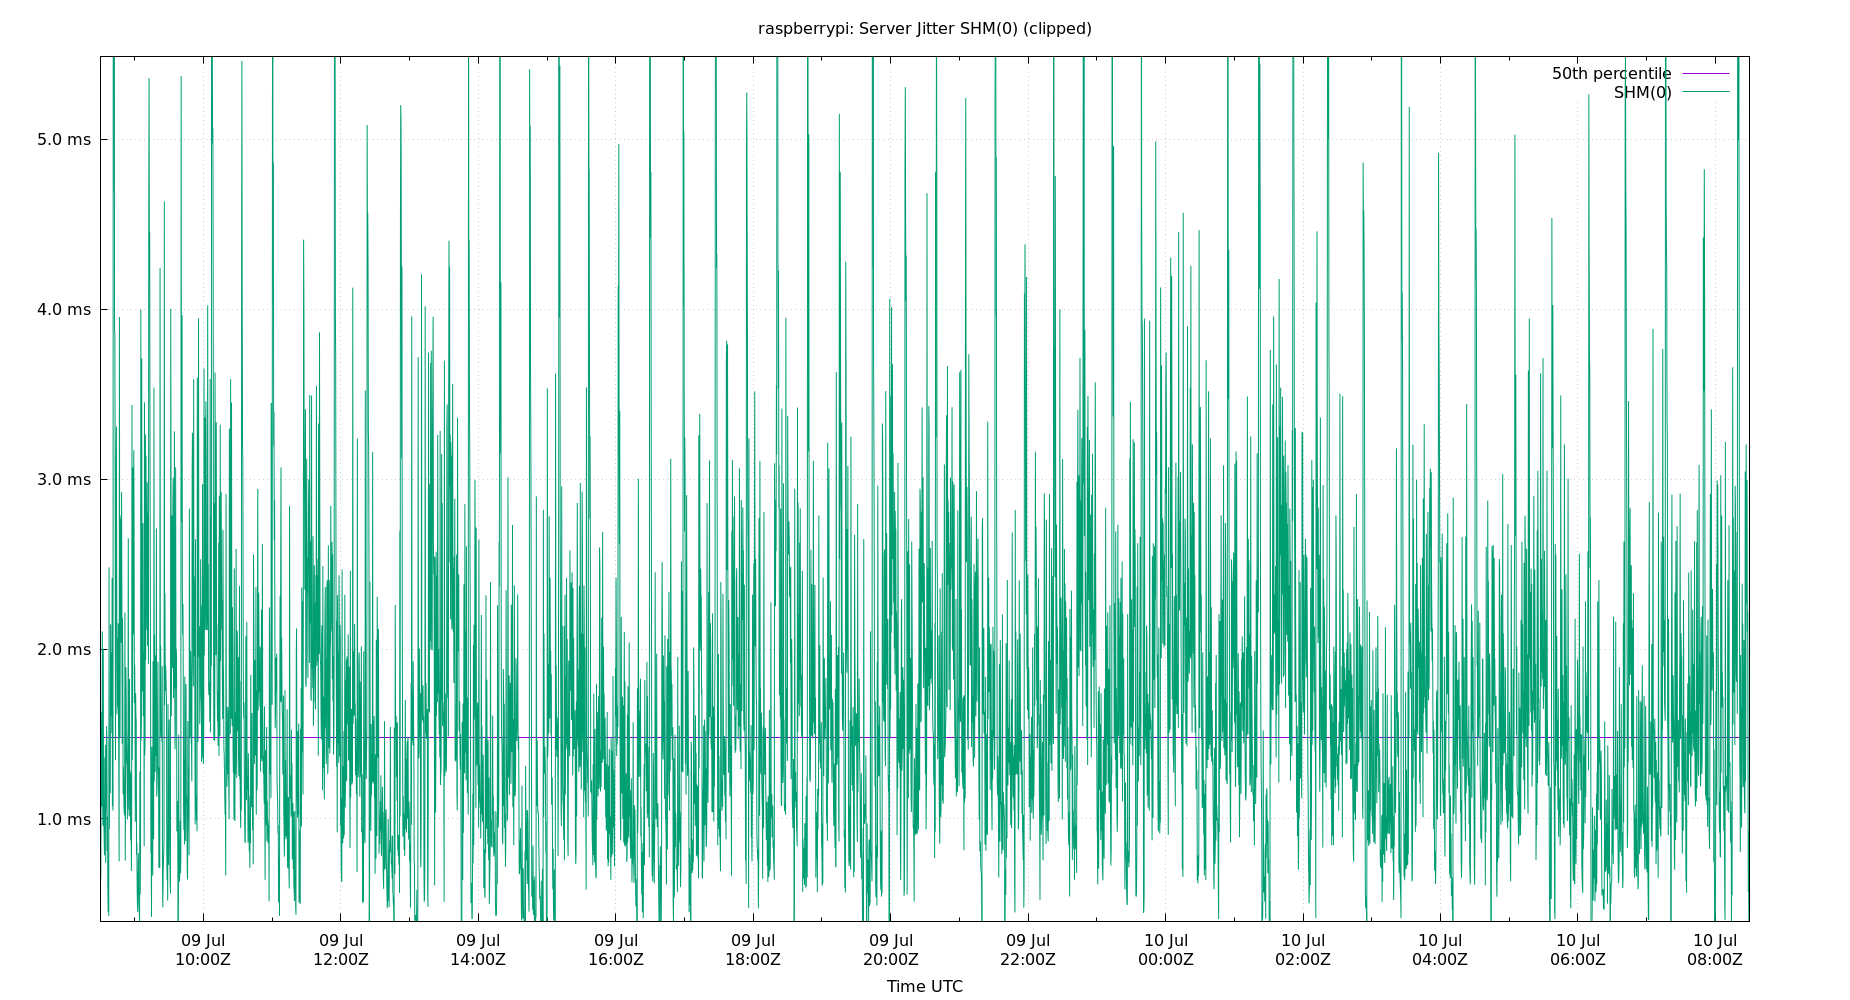 raspberrypi: Server Jitter SHM(0) (clipped)
50th percentile
SHM(0)
5.0 ms
4.0 ms
3.0 ms
2.0 ms
1.0 ms
09 Jul 09 Jul 09 Jul 09 Jul 09 Jul 09 Jul 09 Jul 10 Jul 10 Jul 10 Jul 10 Jul 10 Jul
10:00Z 12:00Z 14:00Z 16:00Z 18:00Z 20:00Z 22:00Z 00:00Z 02:00Z 04:00Z 06:00Z 08:00Z
Time UTC